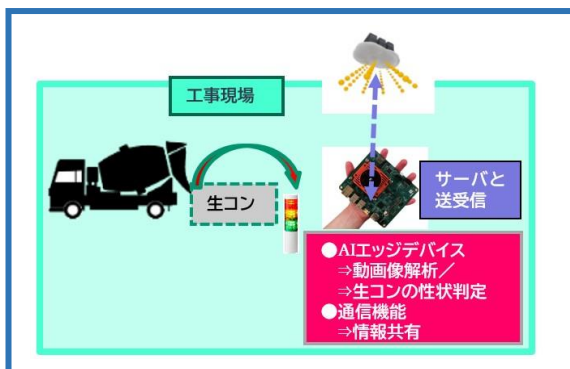 工事現場
生コン
サーバと
送受信
●AIエッジデバイス
⇒動画像解析／
⇒生コンの性状判定
●通信機能
⇒情報共有